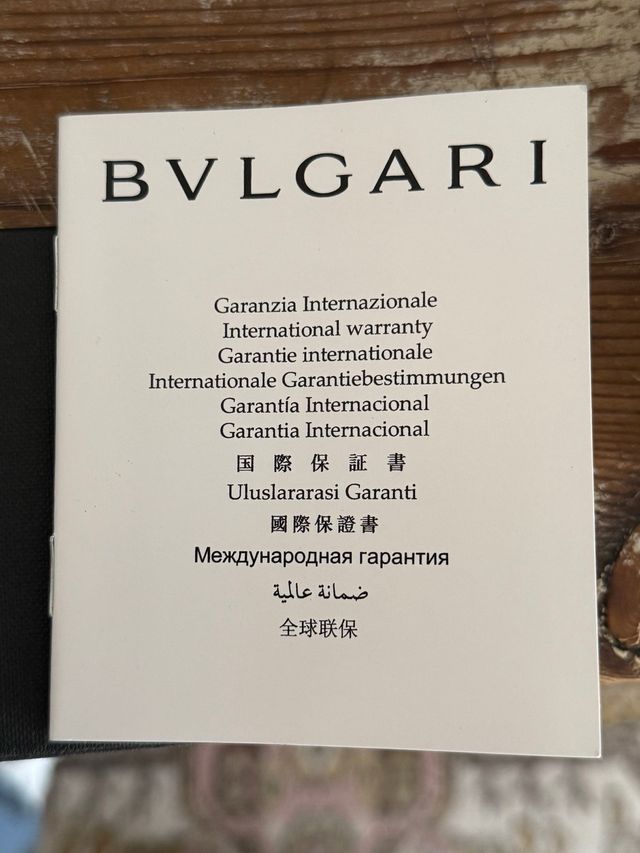 BVLGARI
Garanzia Internazionale
International warranty
Garantie internationale
Internationale Garantiebestimmungen
Garantía Internacional
Garantia Internacional
国際保証書
Uluslararasi Garanti
國際保證書
Международная гарантия
ضمانة عالمية
全球联保